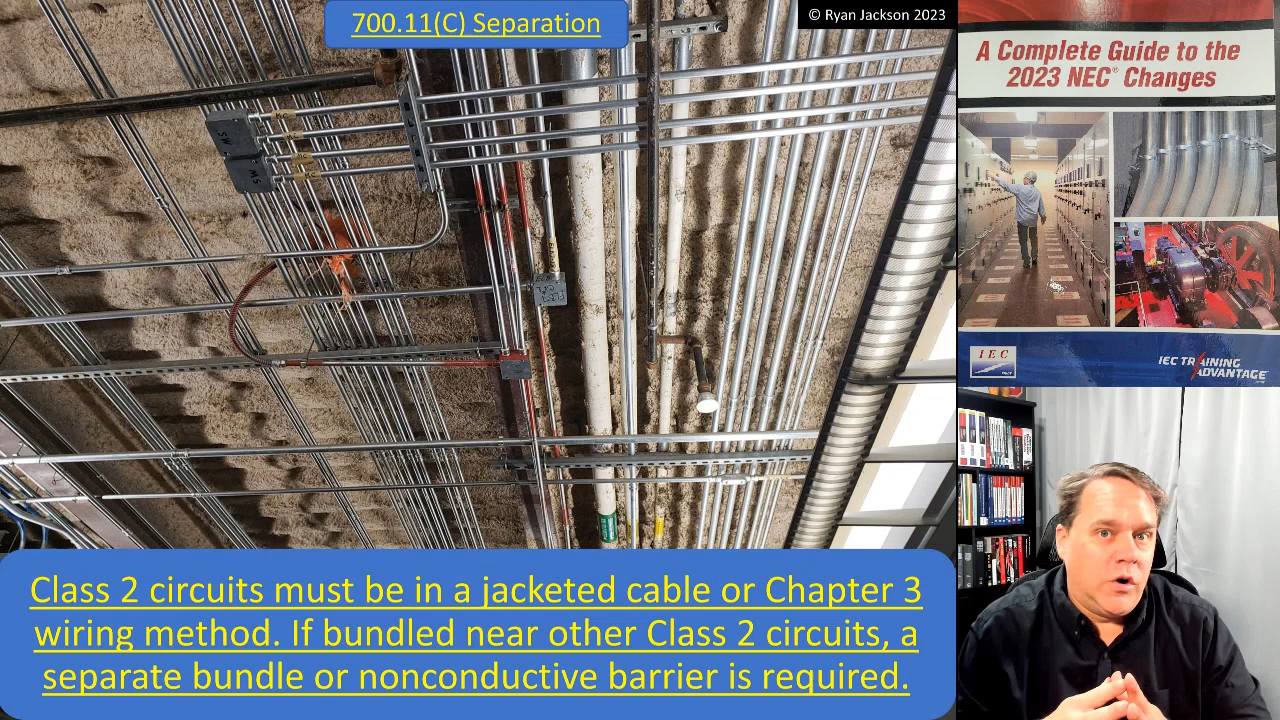 700.11(C) Separation
© Ryan Jackson 2023
A Complete Guide to the
2023 NEC® Changes
SW
MS
IEC
IEC TRAINING
ADVANTAGE
Class 2 circuits must be in a jacketed cable or Chapter 3
wiring method. If bundled near other Class 2 circuits, a
separate bundle or nonconductive barrier is required.